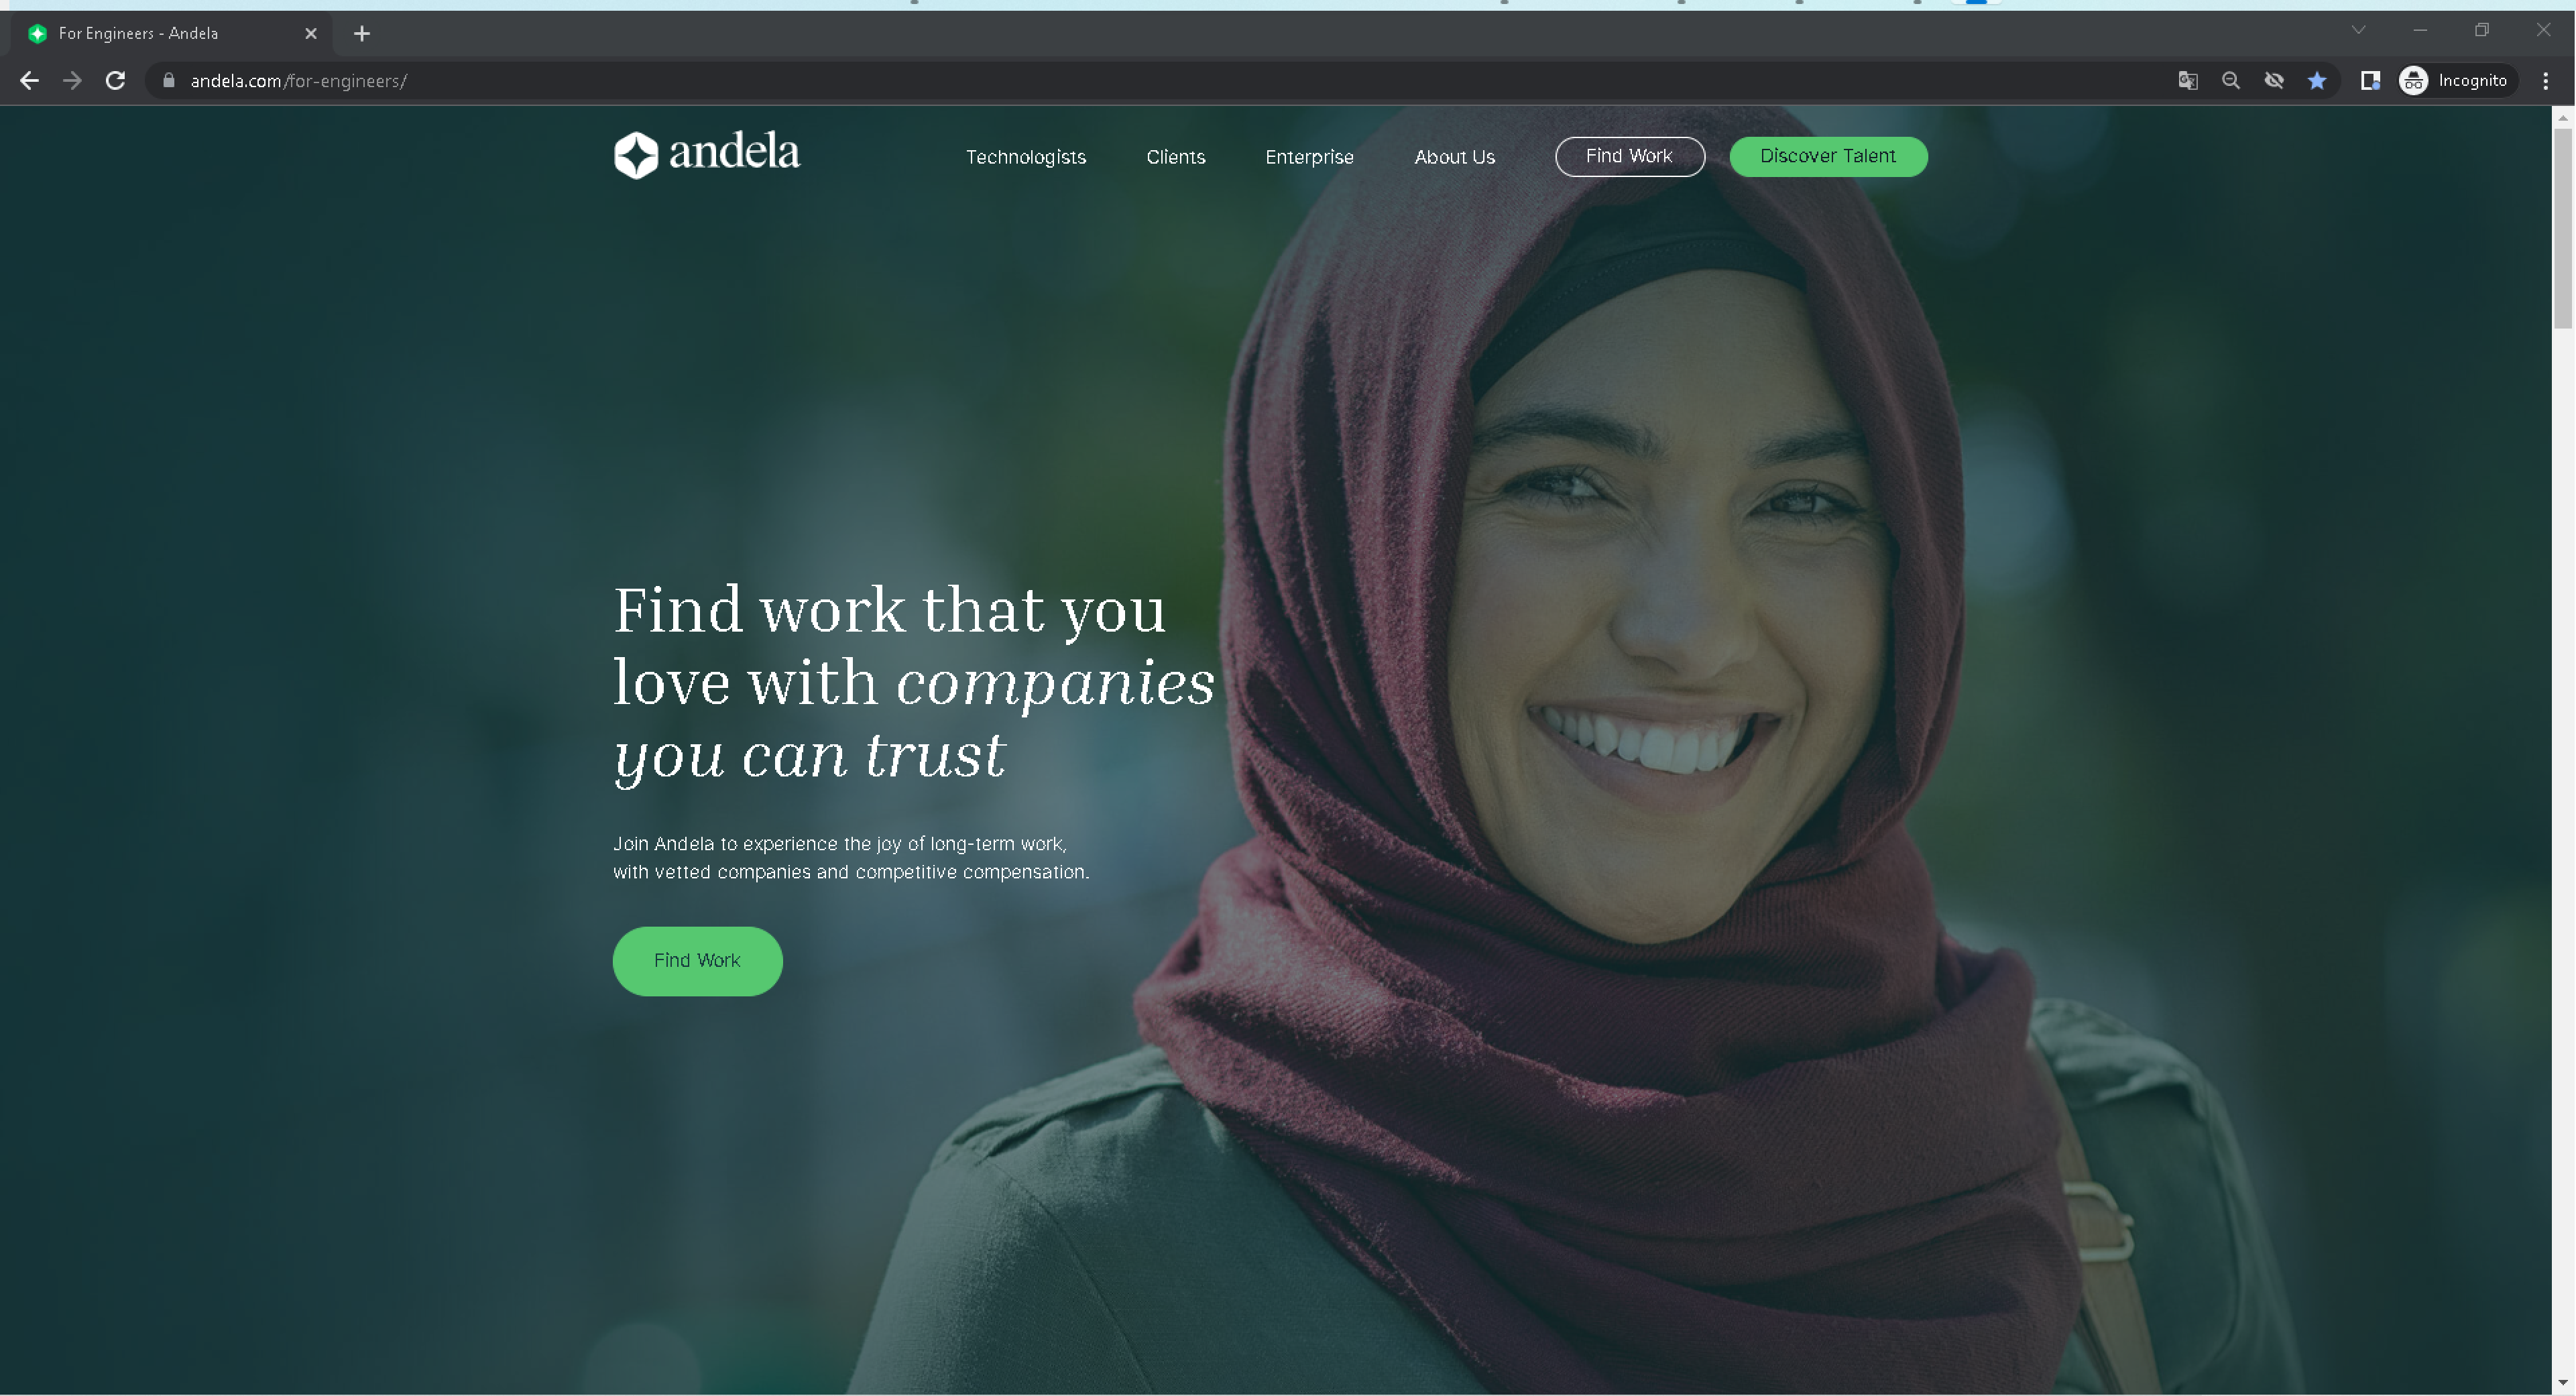 For Engineers - Andela
andela.com/for-engineers/
Incognito
andela
Technologists
Clients
Enterprise
About Us
Find Work
Discover Talent
Find work that you
love with companies
you can trust
Join Andela to experience the joy of long-term work,
with vetted companies and competitive compensation.
Find Work